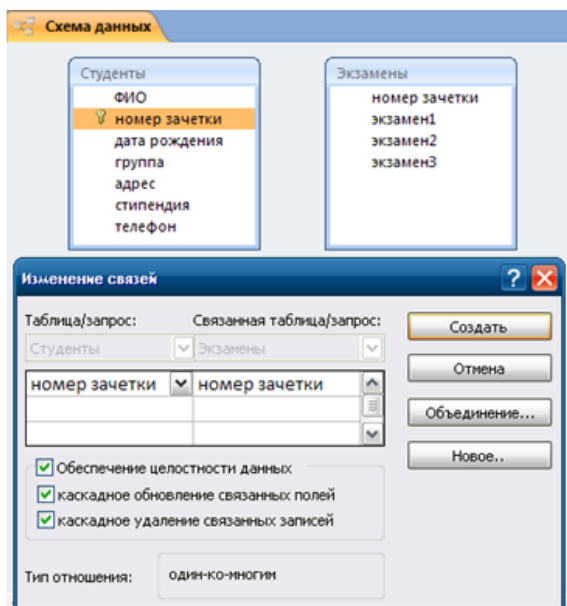 Схема данных
Студенты
ФИО
номер зачетки
дата рождения
группа
адрес
стипендия
телефон
Экзамены
номер зачетки
экзамен1
экзамен2
экзамен3
Изменение связей
?
Таблица/запрос: Связанная таблица/запрос:
Студенты Экзамены
номер зачетки номер зачетки
Обеспечение целостности данных
каскадное обновление связанных полей
каскадное удаление связанных записей
Тип отношения: один-ко-многим
Создать
Отмена
Объединение...
Новое..